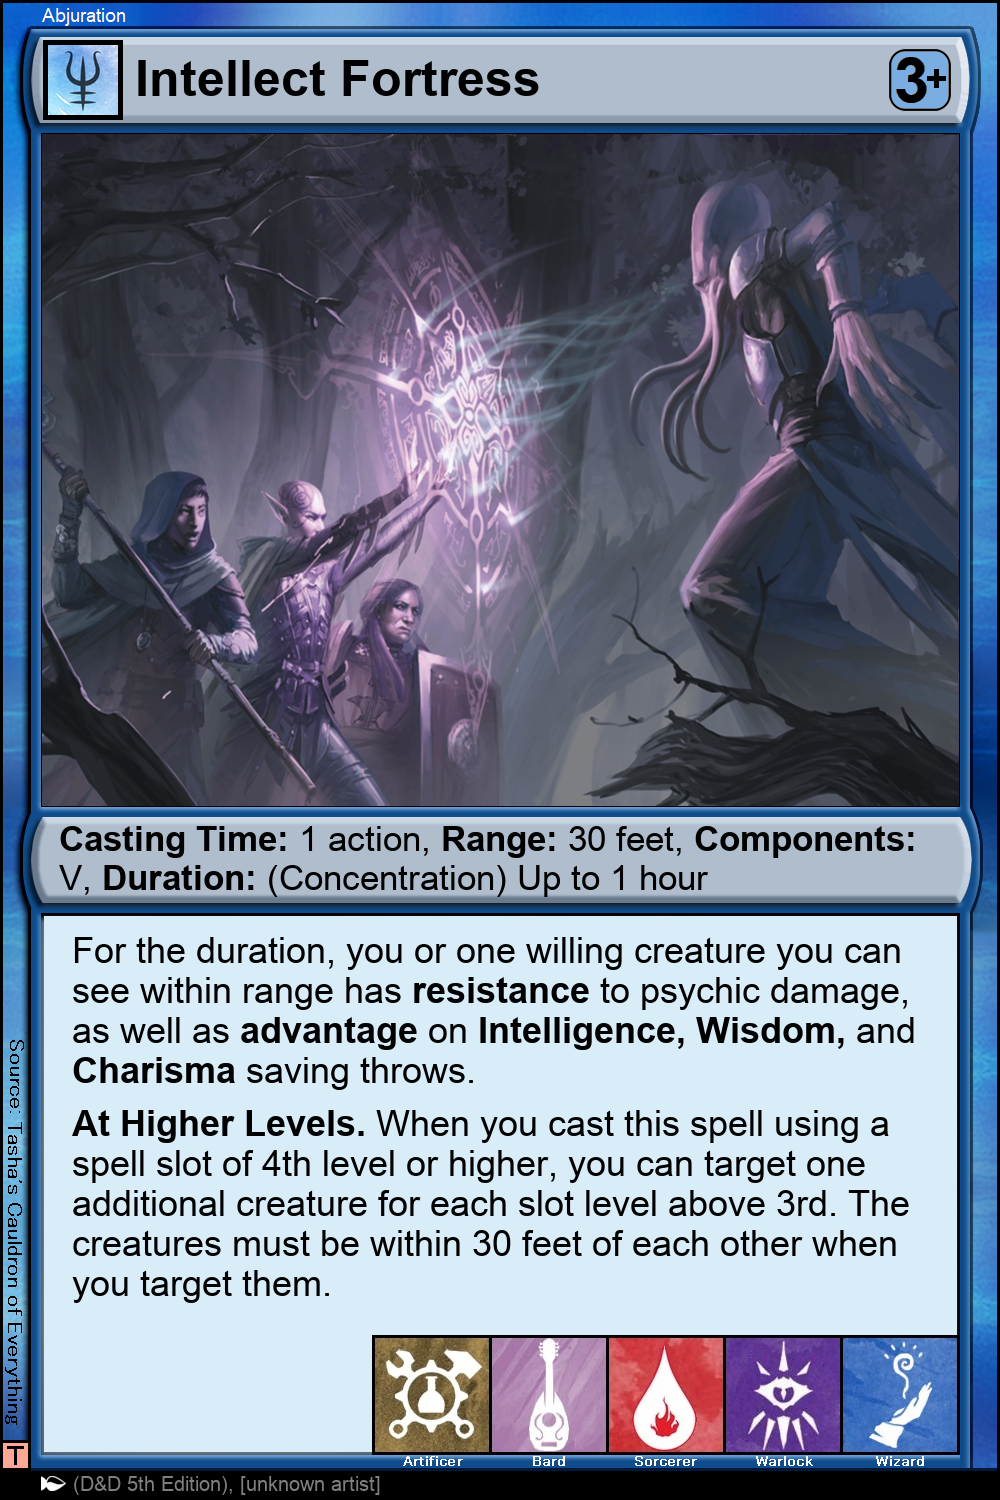 Abjuration
Intellect Fortress
3+
Casting Time: 1 action, Range: 30 feet, Components:
V, Duration: (Concentration) Up to 1 hour
For the duration, you or one willing creature you can
see within range has resistance to psychic damage,
as well as advantage on Intelligence, Wisdom, and
Charisma saving throws.
At Higher Levels. When you cast this spell using a
spell slot of 4th level or higher, you can target one
additional creature for each slot level above 3rd. The
creatures must be within 30 feet of each other when
you target them.
Source: Tasha's Cauldron of Everything
T
Artificer
Bard
Sorcerer
Warlock
Wizard
(D&D 5th Edition), [unknown artist]